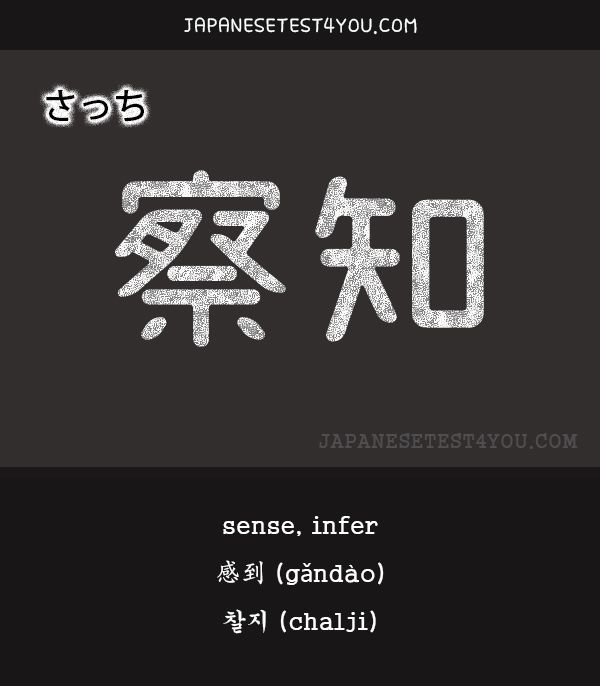 JAPANESETEST4YOU.COM
さっち
察知
JAPANESETEST4YOU.COM
sense, infer
感到 (gǎndào)
찰지 (chalji)